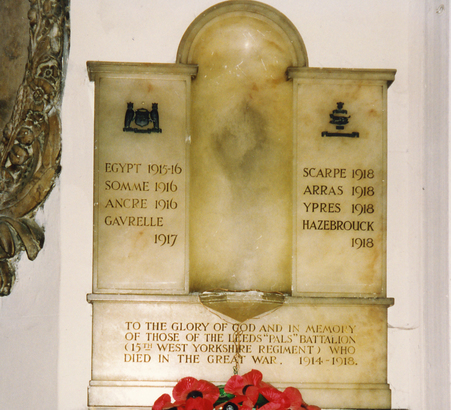 EGYPT 1915-16
SOMME 1916
ANCRE 1916
GAVRELLE
1917
SCARPE 1918
ARRAS 1918
YPRES 1918
HAZEBROUCK
1918
TO THE GLORY OF GOD AND IN MEMORY
OF THOSE OF THE LEEDS "PALS" BATTALION
(15TH WEST YORKSHIRE REGIMENT) WHO
DIED IN THE GREAT WAR. 1914-1918.